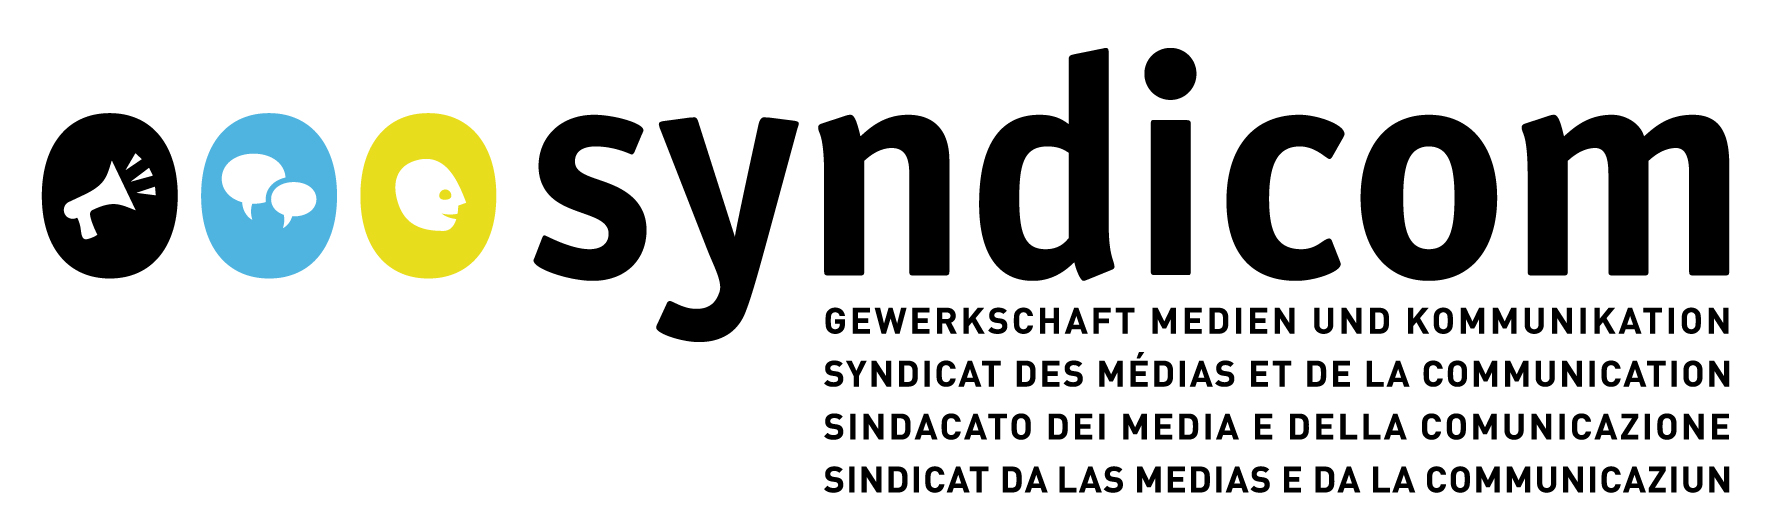 syndicom
GEWERKSCHAFT MEDIEN UND KOMMUNIKATION
SYNDICAT DES MÉDIAS ET DE LA COMMUNICATION
SINDACATO DEI MEDIA E DELLA COMUNICAZIONE
SINDICAT DA LAS MEDIAS E DA LA COMMUNICAZIUN